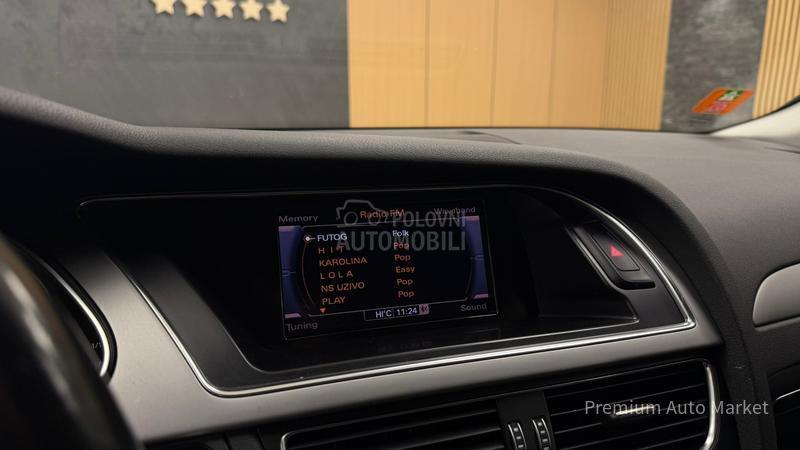 Memory Radio FM Waveband
POLOVNI
AUTOMOBILI
FUTOG Folk
H I T Pop
KAROLINA Pop
L O L A Easy
NS UZIVO Pop
PLAY Pop
Tuning HI°C 11:24 Sound
Premium Auto Market